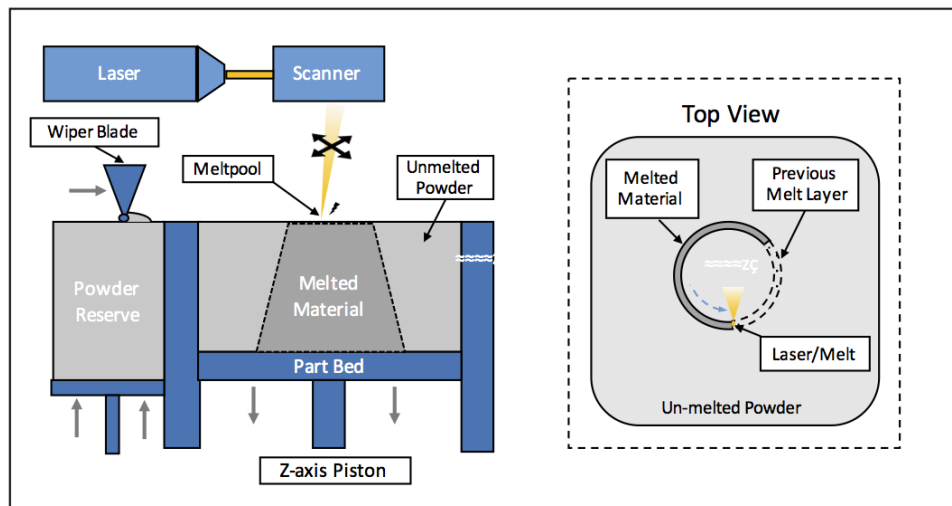 Laser
Scanner
Wiper Blade
Meltpool
Unmelted
Powder
Powder
Reserve
Melted
Material
Part Bed
Z-axis Piston
Top View
Melted
Material
Previous
Melt Layer
≈≈≈≈zç
Laser/Melt
Un-melted Powder